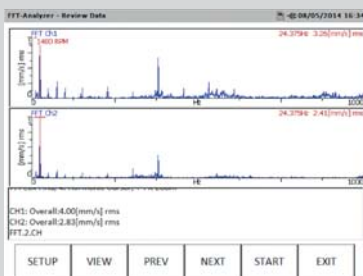 FFT-Analyzer - Review Data 08/05/2014 16:34
FFT Ch1 24.375Hz 3.26[mm/s] rms
1463 RPM
[mm/s] rms
0 Hz 1000
FFT Ch2 24.375Hz 2.41[mm/s] rms
[mm/s] rms
0 Hz 1000
CH1: Overall:4.00[mm/s] rms
CH2: Overall:2.83[mm/s] rms
FFT.2.CH
SETUP VIEW PREV NEXT START EXIT